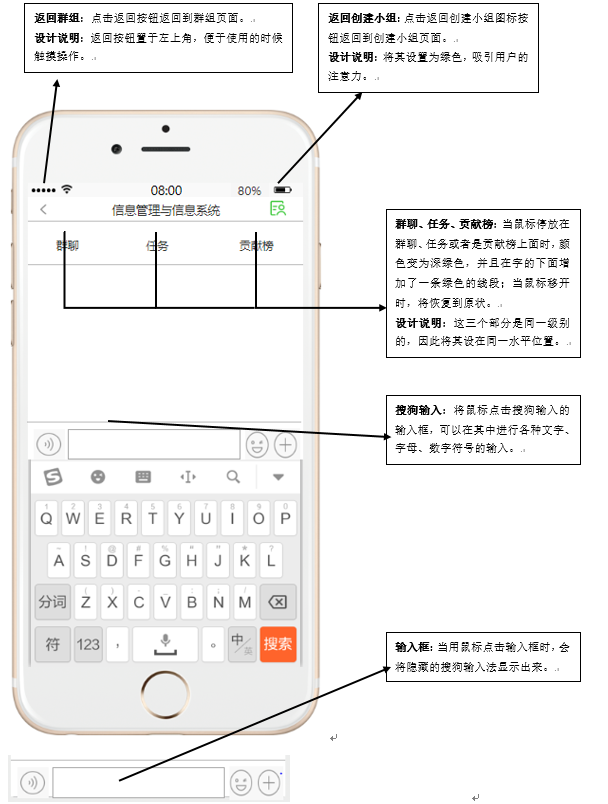 返回群组：点击返回按钮返回到群组页面。
设计说明：返回按钮置于左上角，便于使用的时候
触摸操作。
返回创建小组：点击返回创建小组图标按
钮返回到创建小组页面。
设计说明：将其设置为绿色，吸引用户的
注意力。
08:00
80%
信息管理与信息系统
群聊
任务
贡献榜
群聊、任务、贡献榜：当鼠标停放在
群聊、任务或者是贡献榜上面时，颜
色变为深绿色，并且在字的下面增
加了一条绿色的线段；当鼠标移开
时，将恢复到原状。
设计说明：这三个部分是同一级别
的，因此将其设在同一水平位置。
搜狗输入：将鼠标点击搜狗输入的
输入框，可以在其中进行各种文字、
字母、数字符号的输入。
S
1 2 3 4 5 6 7 8 9 0
Q W E R T Y U I O P
~ ! @ # % " " * ?
A S D F G H J K L
分词 Z X C V B N M
符 123 ， 。 中/英 搜索
输入框：当用鼠标点击输入框时，会
将隐藏的搜狗输入法显示出来。